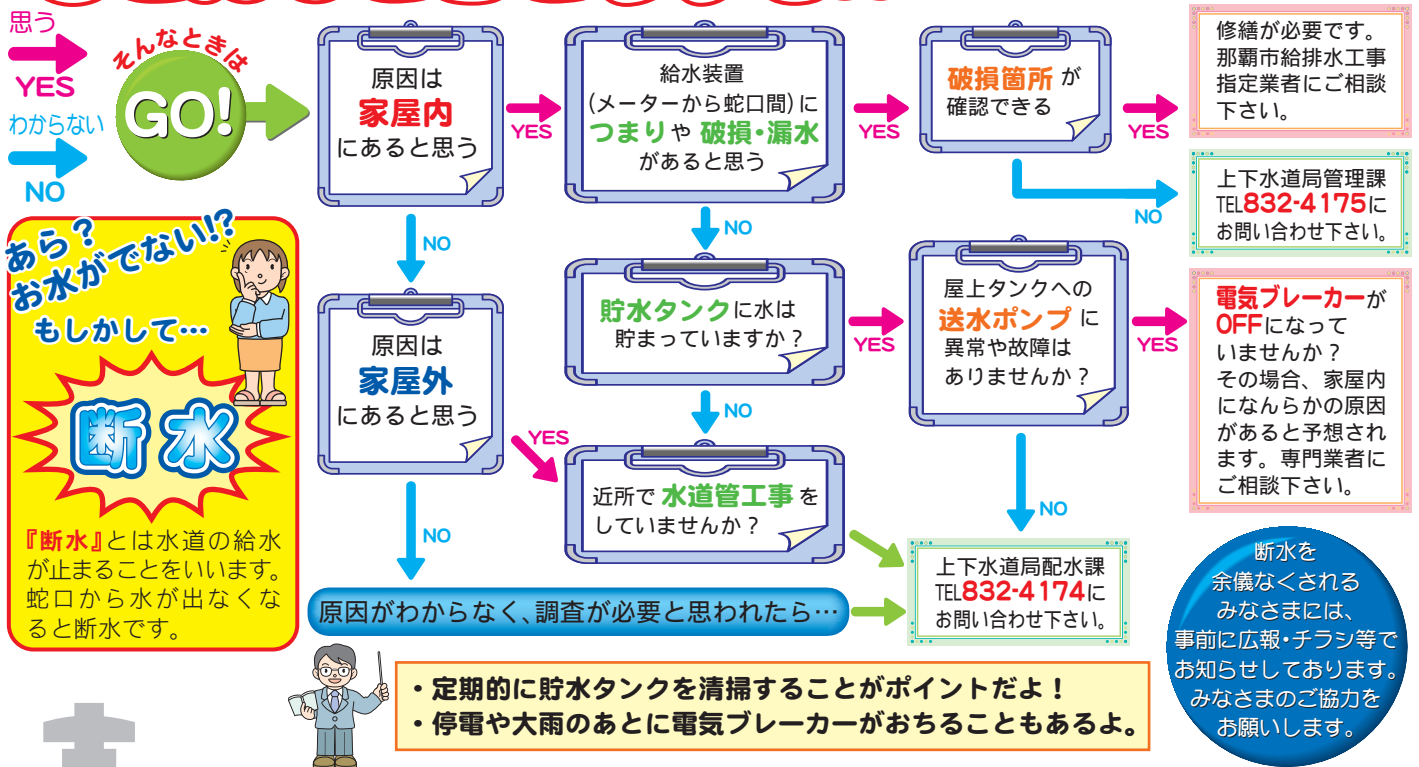 思う
YES
わからない
NO
そんなときは
GO!
原因は
家屋内
にあると思う
YES
給水装置
(メーターから蛇口間)に
つまりや 破損・漏水
があると思う
YES
破損箇所 が
確認できる
YES
修繕が必要です。
那覇市給排水工事
指定業者にご相談
下さい。
NO
上下水道局管理課
TEL832-4175に
お問い合わせ下さい。
NO
NO
あら?
お水がでない!?
もしかして…
断水
『断水』とは水道の給水
が止まることをいいます。
蛇口から水が出なくな
ると断水です。
原因は
家屋外
にあると思う
YES
NO
貯水タンクに水は
貯まっていますか?
YES
NO
屋上タンクへの
送水ポンプ に
異常や故障は
ありませんか?
YES
NO
電気ブレーカーが
OFFになって
いませんか?
その場合、家屋内
になんらかの原因
があると予想され
ます。専門業者に
ご相談下さい。
近所で 水道管工事 を
していませんか?
上下水道局配水課
TEL832-4174に
お問い合わせ下さい。
原因がわからなく、調査が必要と思われたら…
断水を
余儀なくされる
みなさまには、
事前に広報・チラシ等で
お知らせしております。
みなさまのご協力を
お願いします。
・定期的に貯水タンクを清掃することがポイントだよ!
・停電や大雨のあとに電気ブレーカーがおちることもあるよ。